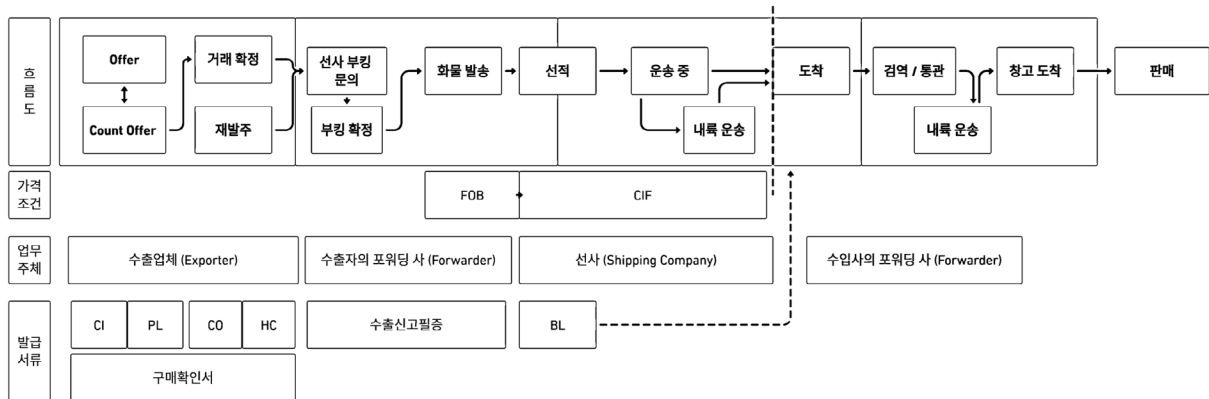 흐
름
도
Offer
Count Offer
거래 확정
재발주
선사 부킹
문의
부킹 확정
화물 발송
선적
운송 중
내륙 운송
도착
검역 / 통관
내륙 운송
창고 도착
판매
가격
조건
FOB
CIF
업무
주체
수출업체 (Exporter)
수출자의 포워딩 사 (Forwarder)
선사 (Shipping Company)
수입사의 포워딩 사 (Forwarder)
발급
서류
CI
PL
CO
HC
수출신고필증
BL
구매확인서